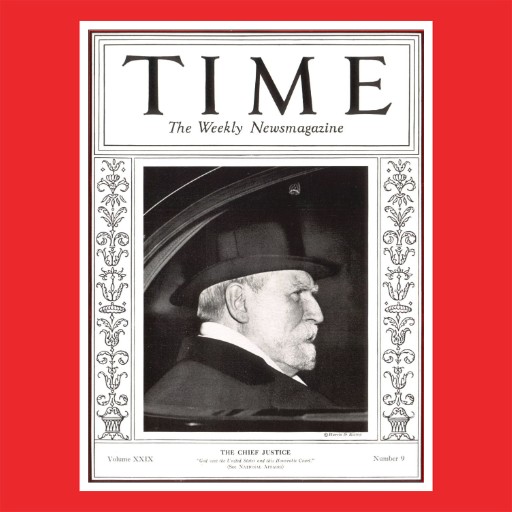 TIME
The Weekly Newsmagazine
Volume XXIX
THE CHIEF JUSTICE
"God save the United States and this Honorable Court."
(See NATIONAL AFFAIRS)
Number 9